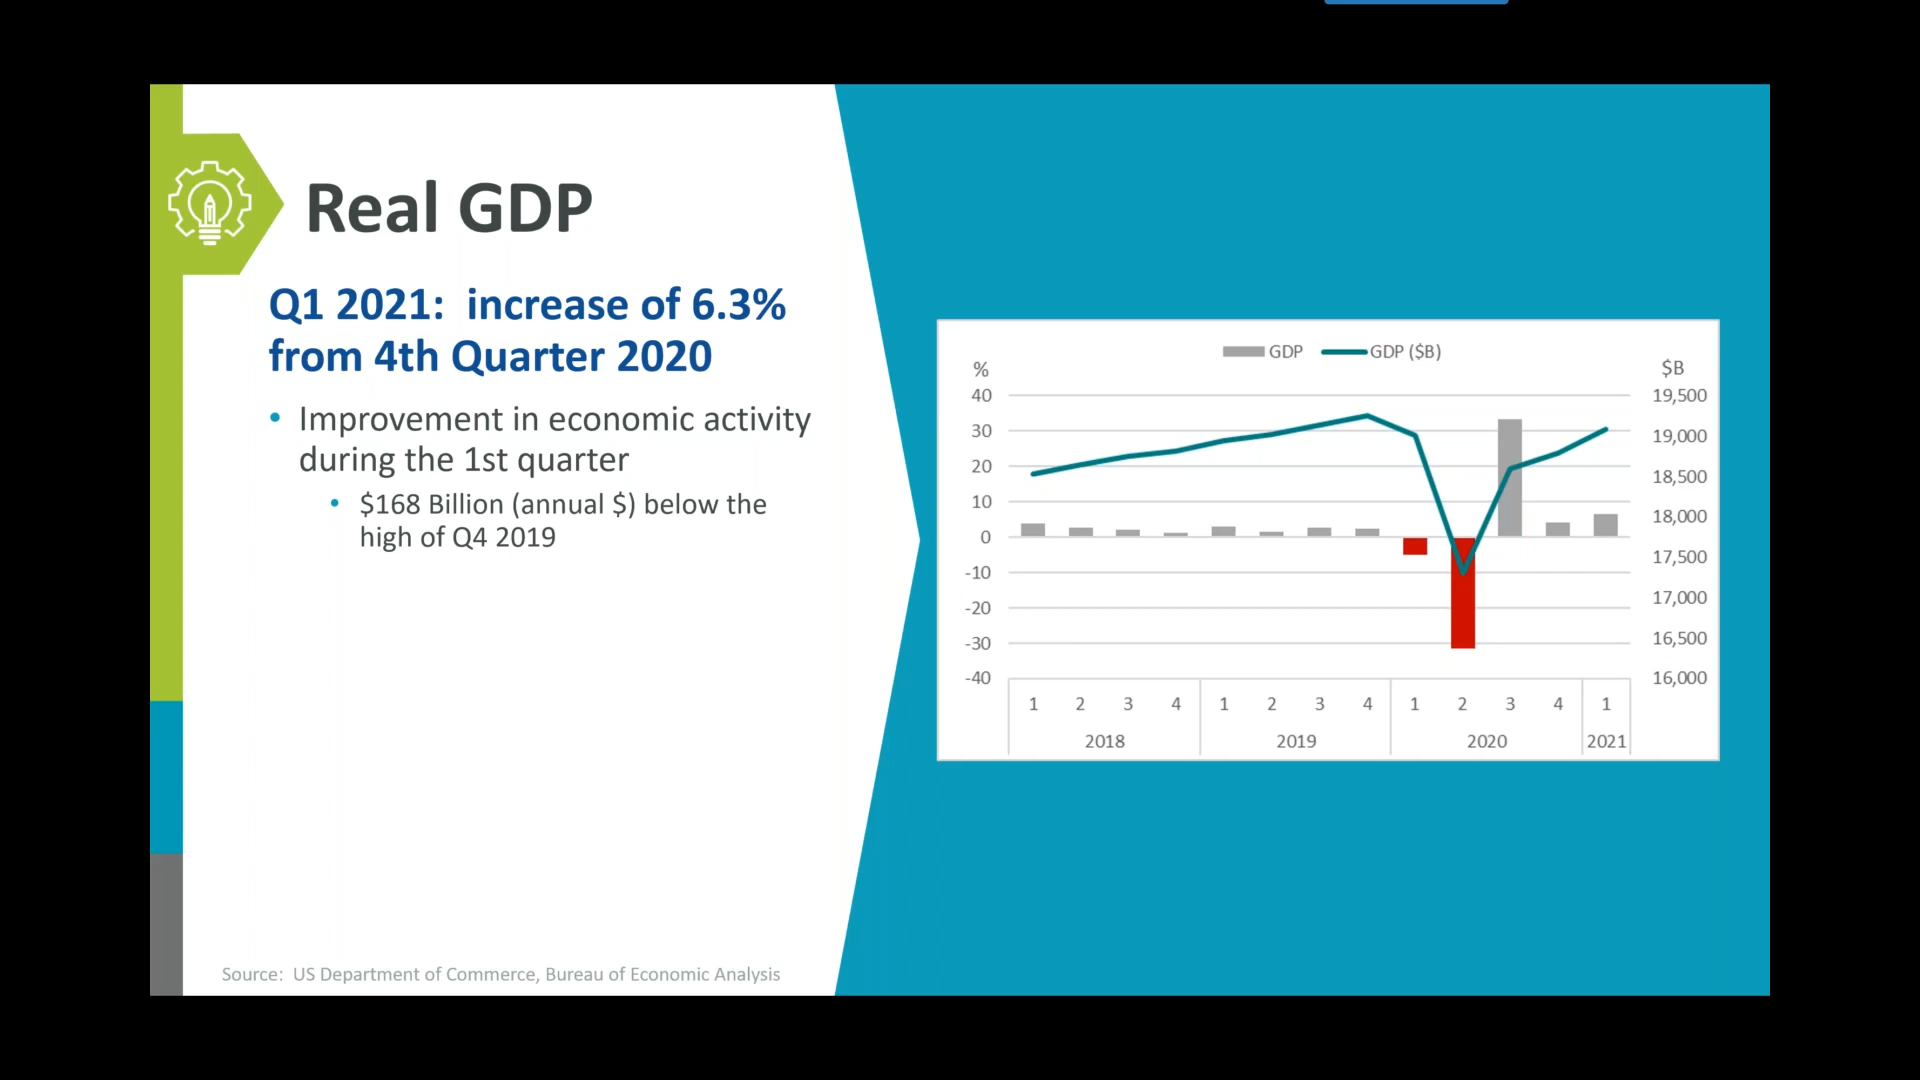 Real GDP
Q1 2021:  increase of 6.3%
from 4th Quarter 2020
• Improvement in economic activity
during the 1st quarter
• $168 Billion (annual $) below the
high of Q4 2019
Source:  US Department of Commerce, Bureau of Economic Analysis
GDP GDP ($B)
% $B
40 19,500
30 19,000
20 18,500
10 18,000
0 17,500
-10 17,000
-20 16,500
-30 16,000
-40
1 2 3 4 1 2 3 4 1 2 3 4 1
2018 2019 2020 2021